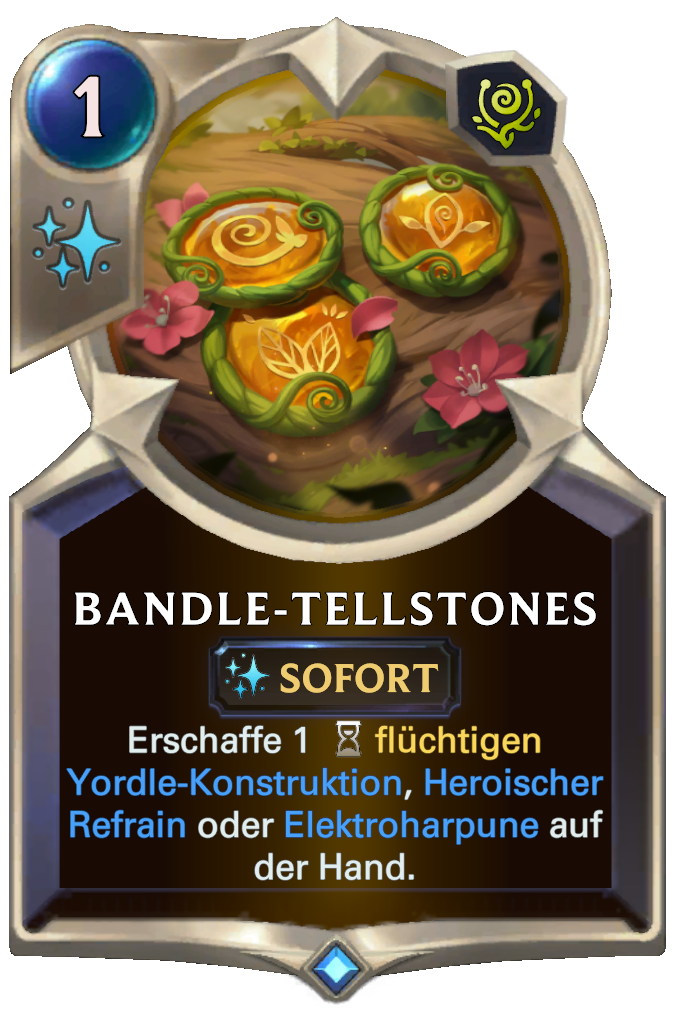 1
BANDLE-TELLSTONES
SOFORT
Erschaffe 1 flüchtigen
Yordle-Konstruktion, Heroischer
Refrain oder Elektroharpune auf
der Hand.